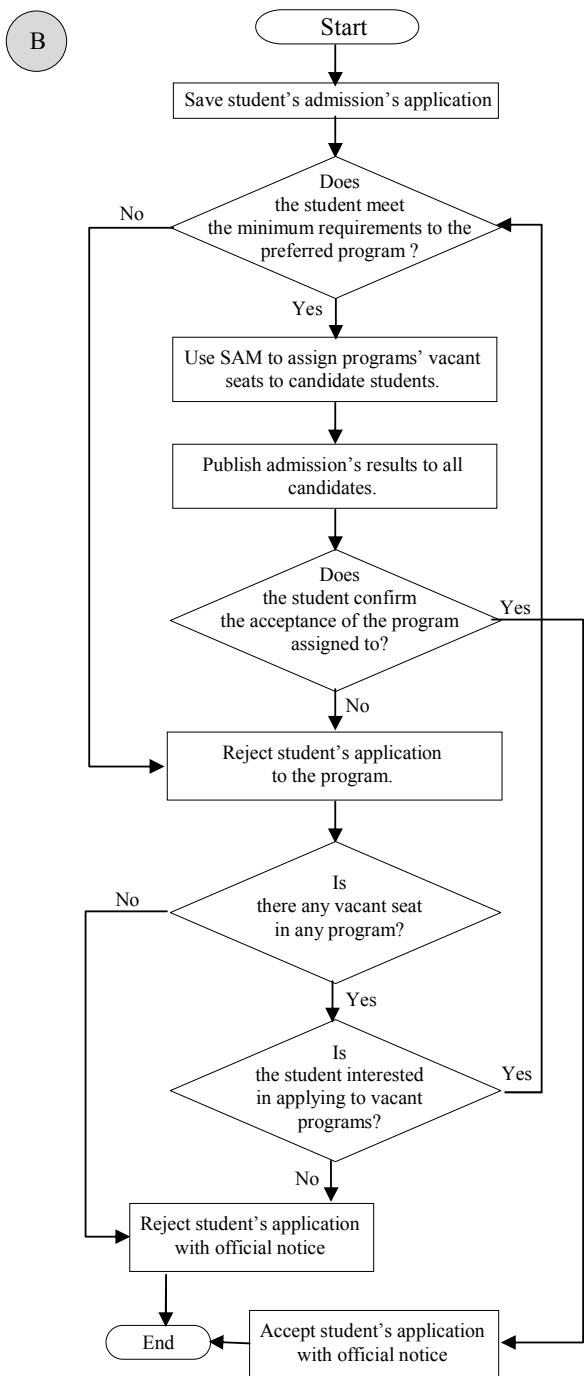 B
Start
Save student’s admission’s application
Does
the student meet
the minimum requirements to the
preferred program ?
No
Yes
Use SAM to assign programs’ vacant
seats to candidate students.
Publish admission’s results to all
candidates.
Does
the student confirm
the acceptance of the program
assigned to?
Yes
No
Reject student’s application
to the program.
Is
there any vacant seat
in any program?
No
Yes
Is
the student interested
in applying to vacant
programs?
Yes
No
Reject student’s application
with official notice
End
Accept student’s application
with official notice